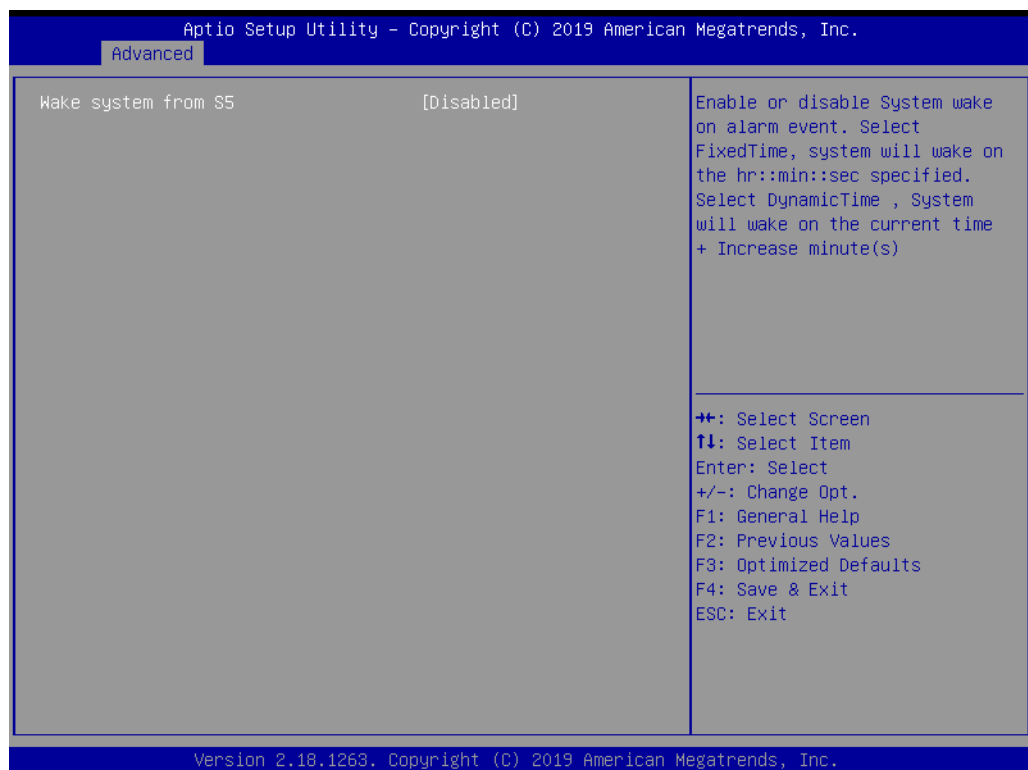 Aptio Setup Utility – Copyright (C) 2019 American Megatrends, Inc.
Advanced
Wake system from S5 [Disabled]
Enable or disable System wake
on alarm event. Select
FixedTime, system will wake on
the hr::min::sec specified.
Select DynamicTime , System
will wake on the current time
+ Increase minute(s)
→←: Select Screen
↑↓: Select Item
Enter: Select
+/-: Change Opt.
F1: General Help
F2: Previous Values
F3: Optimized Defaults
F4: Save & Exit
ESC: Exit
Version 2.18.1263. Copyright (C) 2019 American Megatrends, Inc.